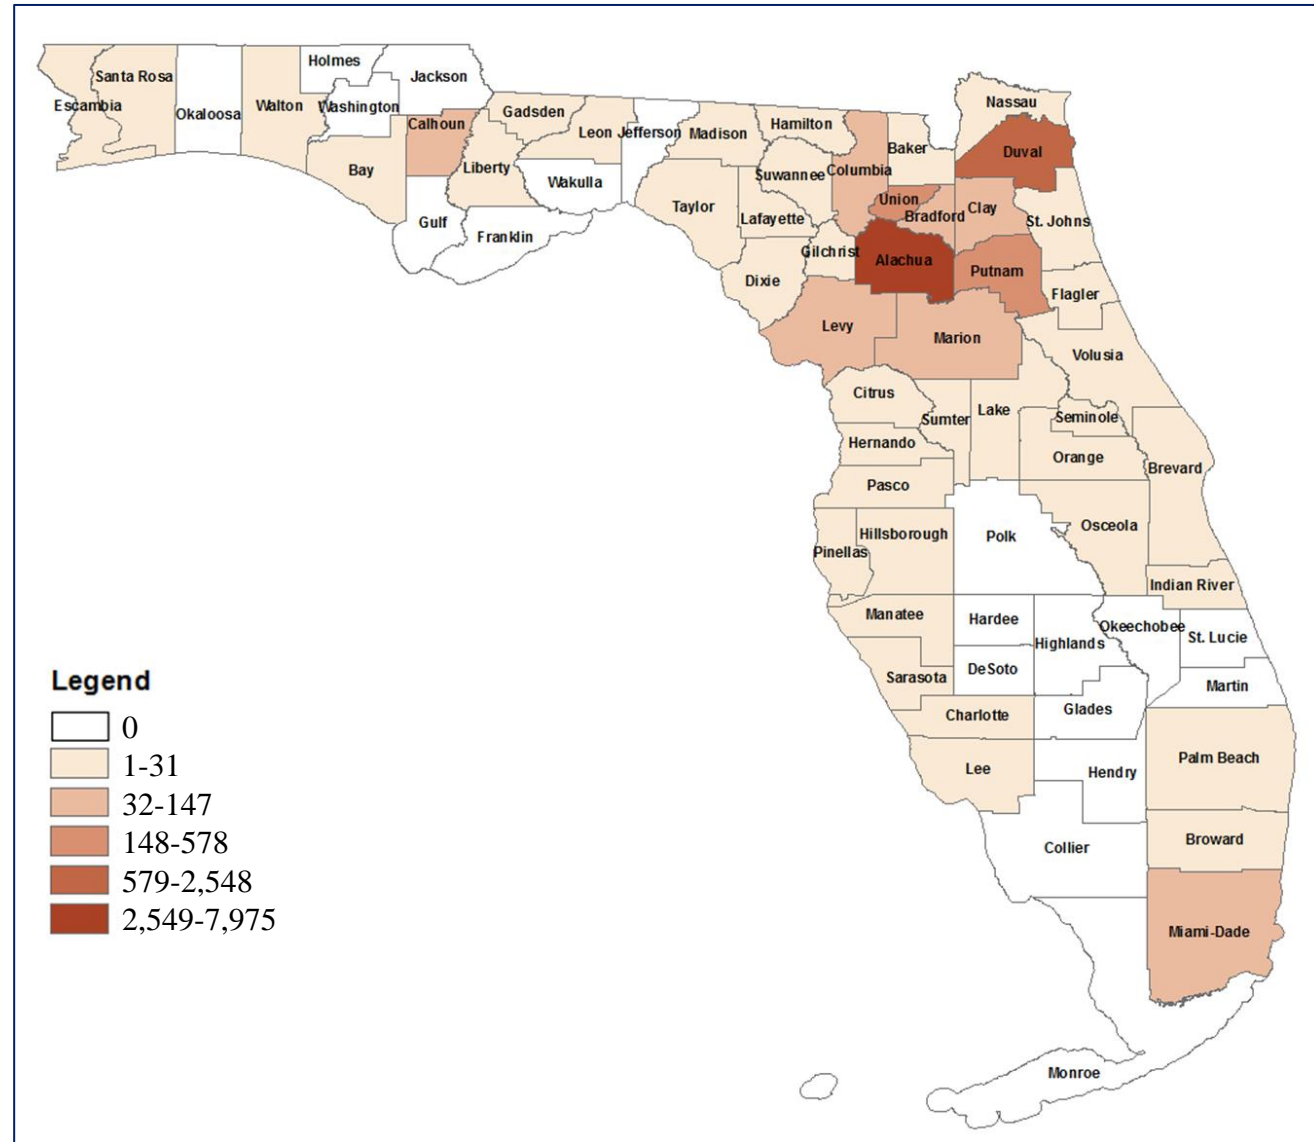 Holmes
Jackson
Santa Rosa
Escambia
Okaloosa
Walton
Washington
Calhoun
Gadsden
Leon
Jefferson
Madison
Hamilton
Nassau
Baker
Duval
Bay
Liberty
Wakulla
Suwannee
Columbia
Union
Bradford
Clay
St. Johns
Gulf
Franklin
Taylor
Lafayette
Gilchrist
Alachua
Putnam
Dixie
Flagler
Levy
Marion
Volusia
Citrus
Sumter
Lake
Seminole
Hernando
Orange
Brevard
Pasco
Osceola
Polk
Hillsborough
Pinellas
Indian River
Manatee
Hardee
Highlands
Okeechobee
St. Lucie
Sarasota
DeSoto
Martin
Charlotte
Glades
Lee
Hendry
Palm Beach
Collier
Broward
Miami-Dade
Monroe
Legend
0
1-31
32-147
148-578
579-2,548
2,549-7,975